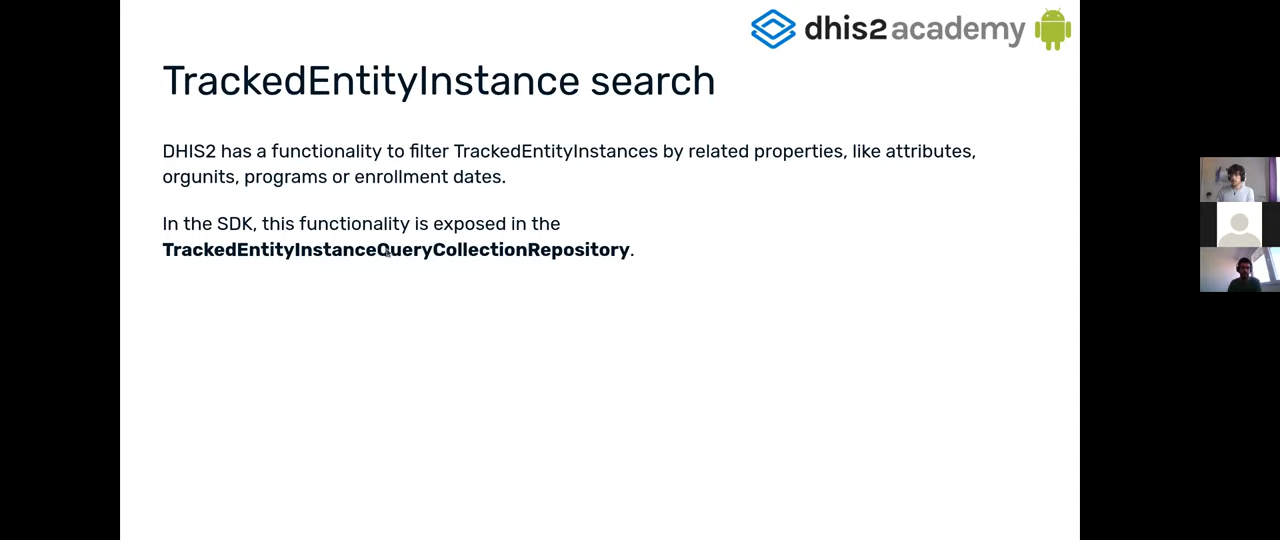 dhis2 academy
TrackedEntityInstance search
DHIS2 has a functionality to filter TrackedEntityInstances by related properties, like attributes,
orgunits, programs or enrollment dates.
In the SDK, this functionality is exposed in the
TrackedEntityInstanceQueryCollectionRepository.